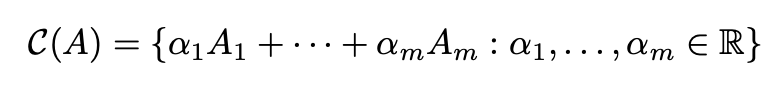 𝒞(A) = {α₁A₁ + ⋯ + αₘAₘ : α₁, …, αₘ ∈ ℝ}